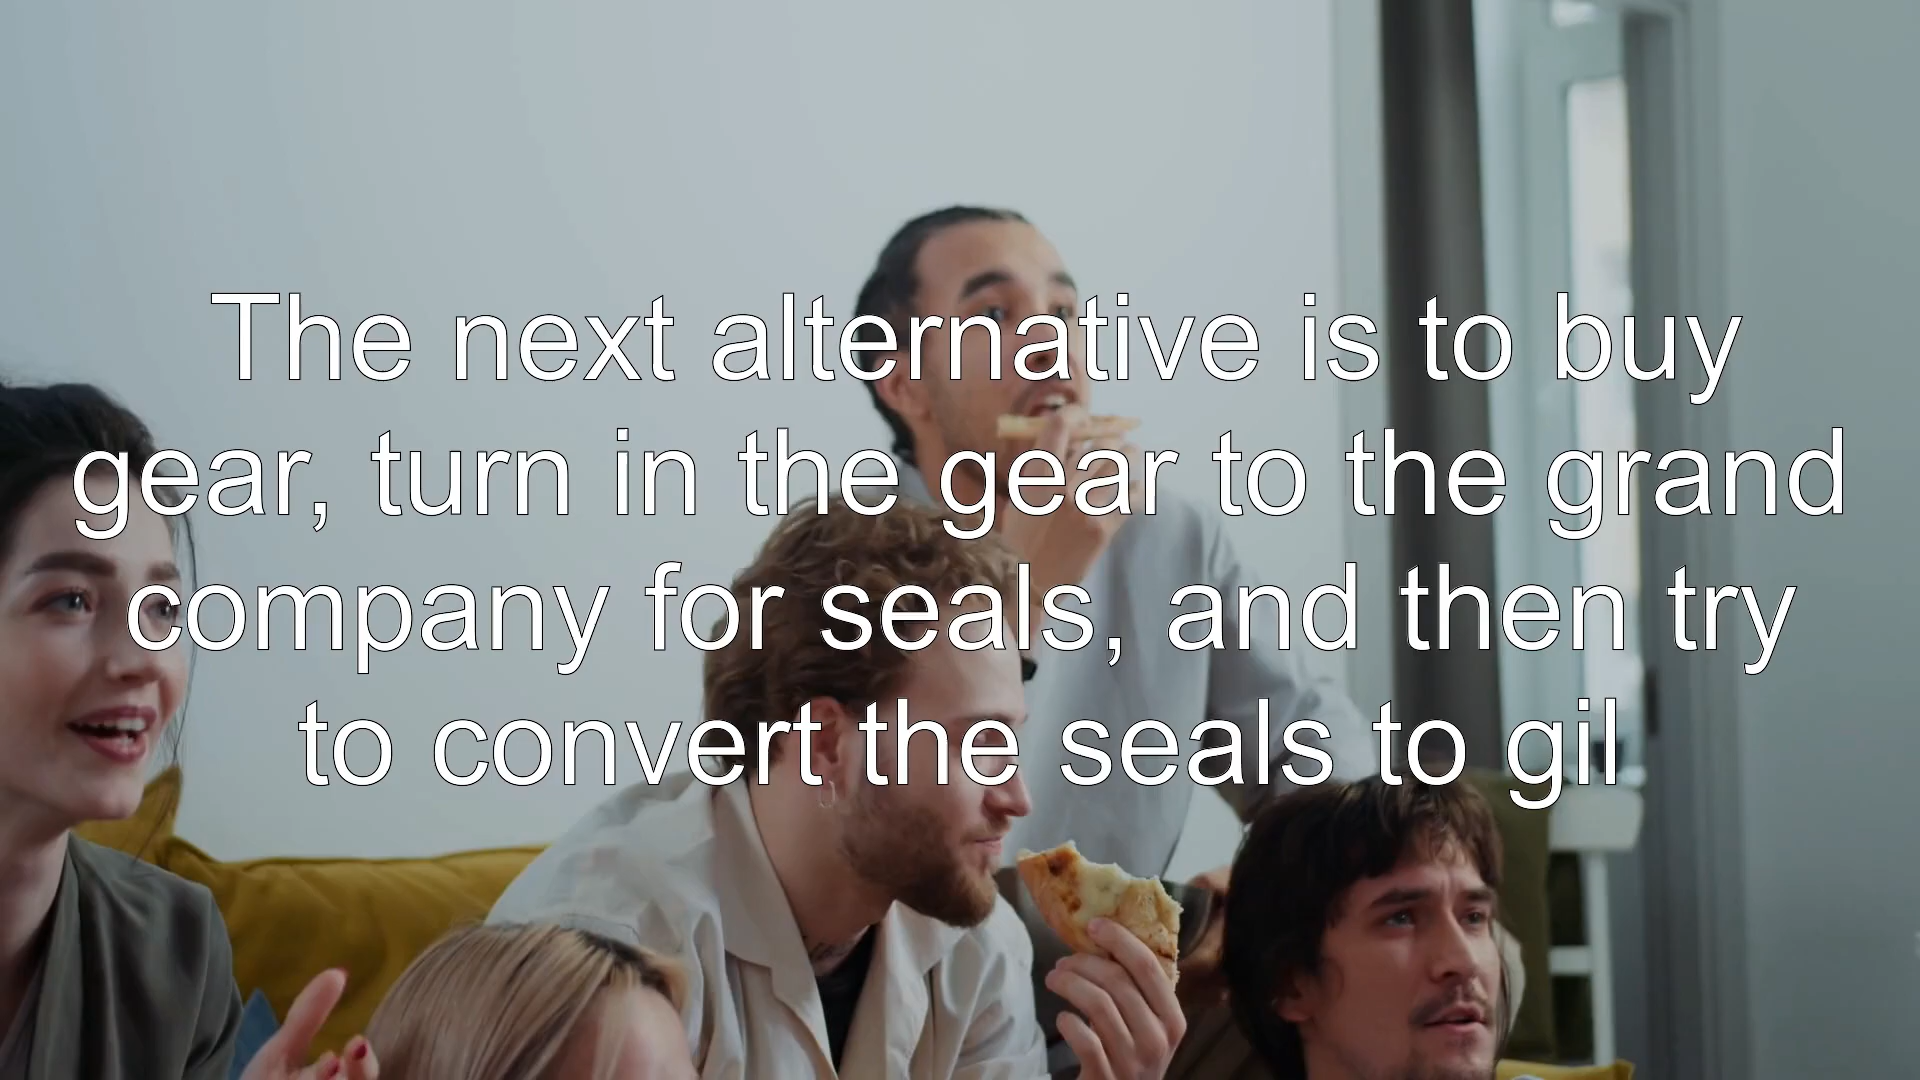 The next alternative is to buy
gear, turn in the gear to the grand
company for seals, and then try
to convert the seals to gil